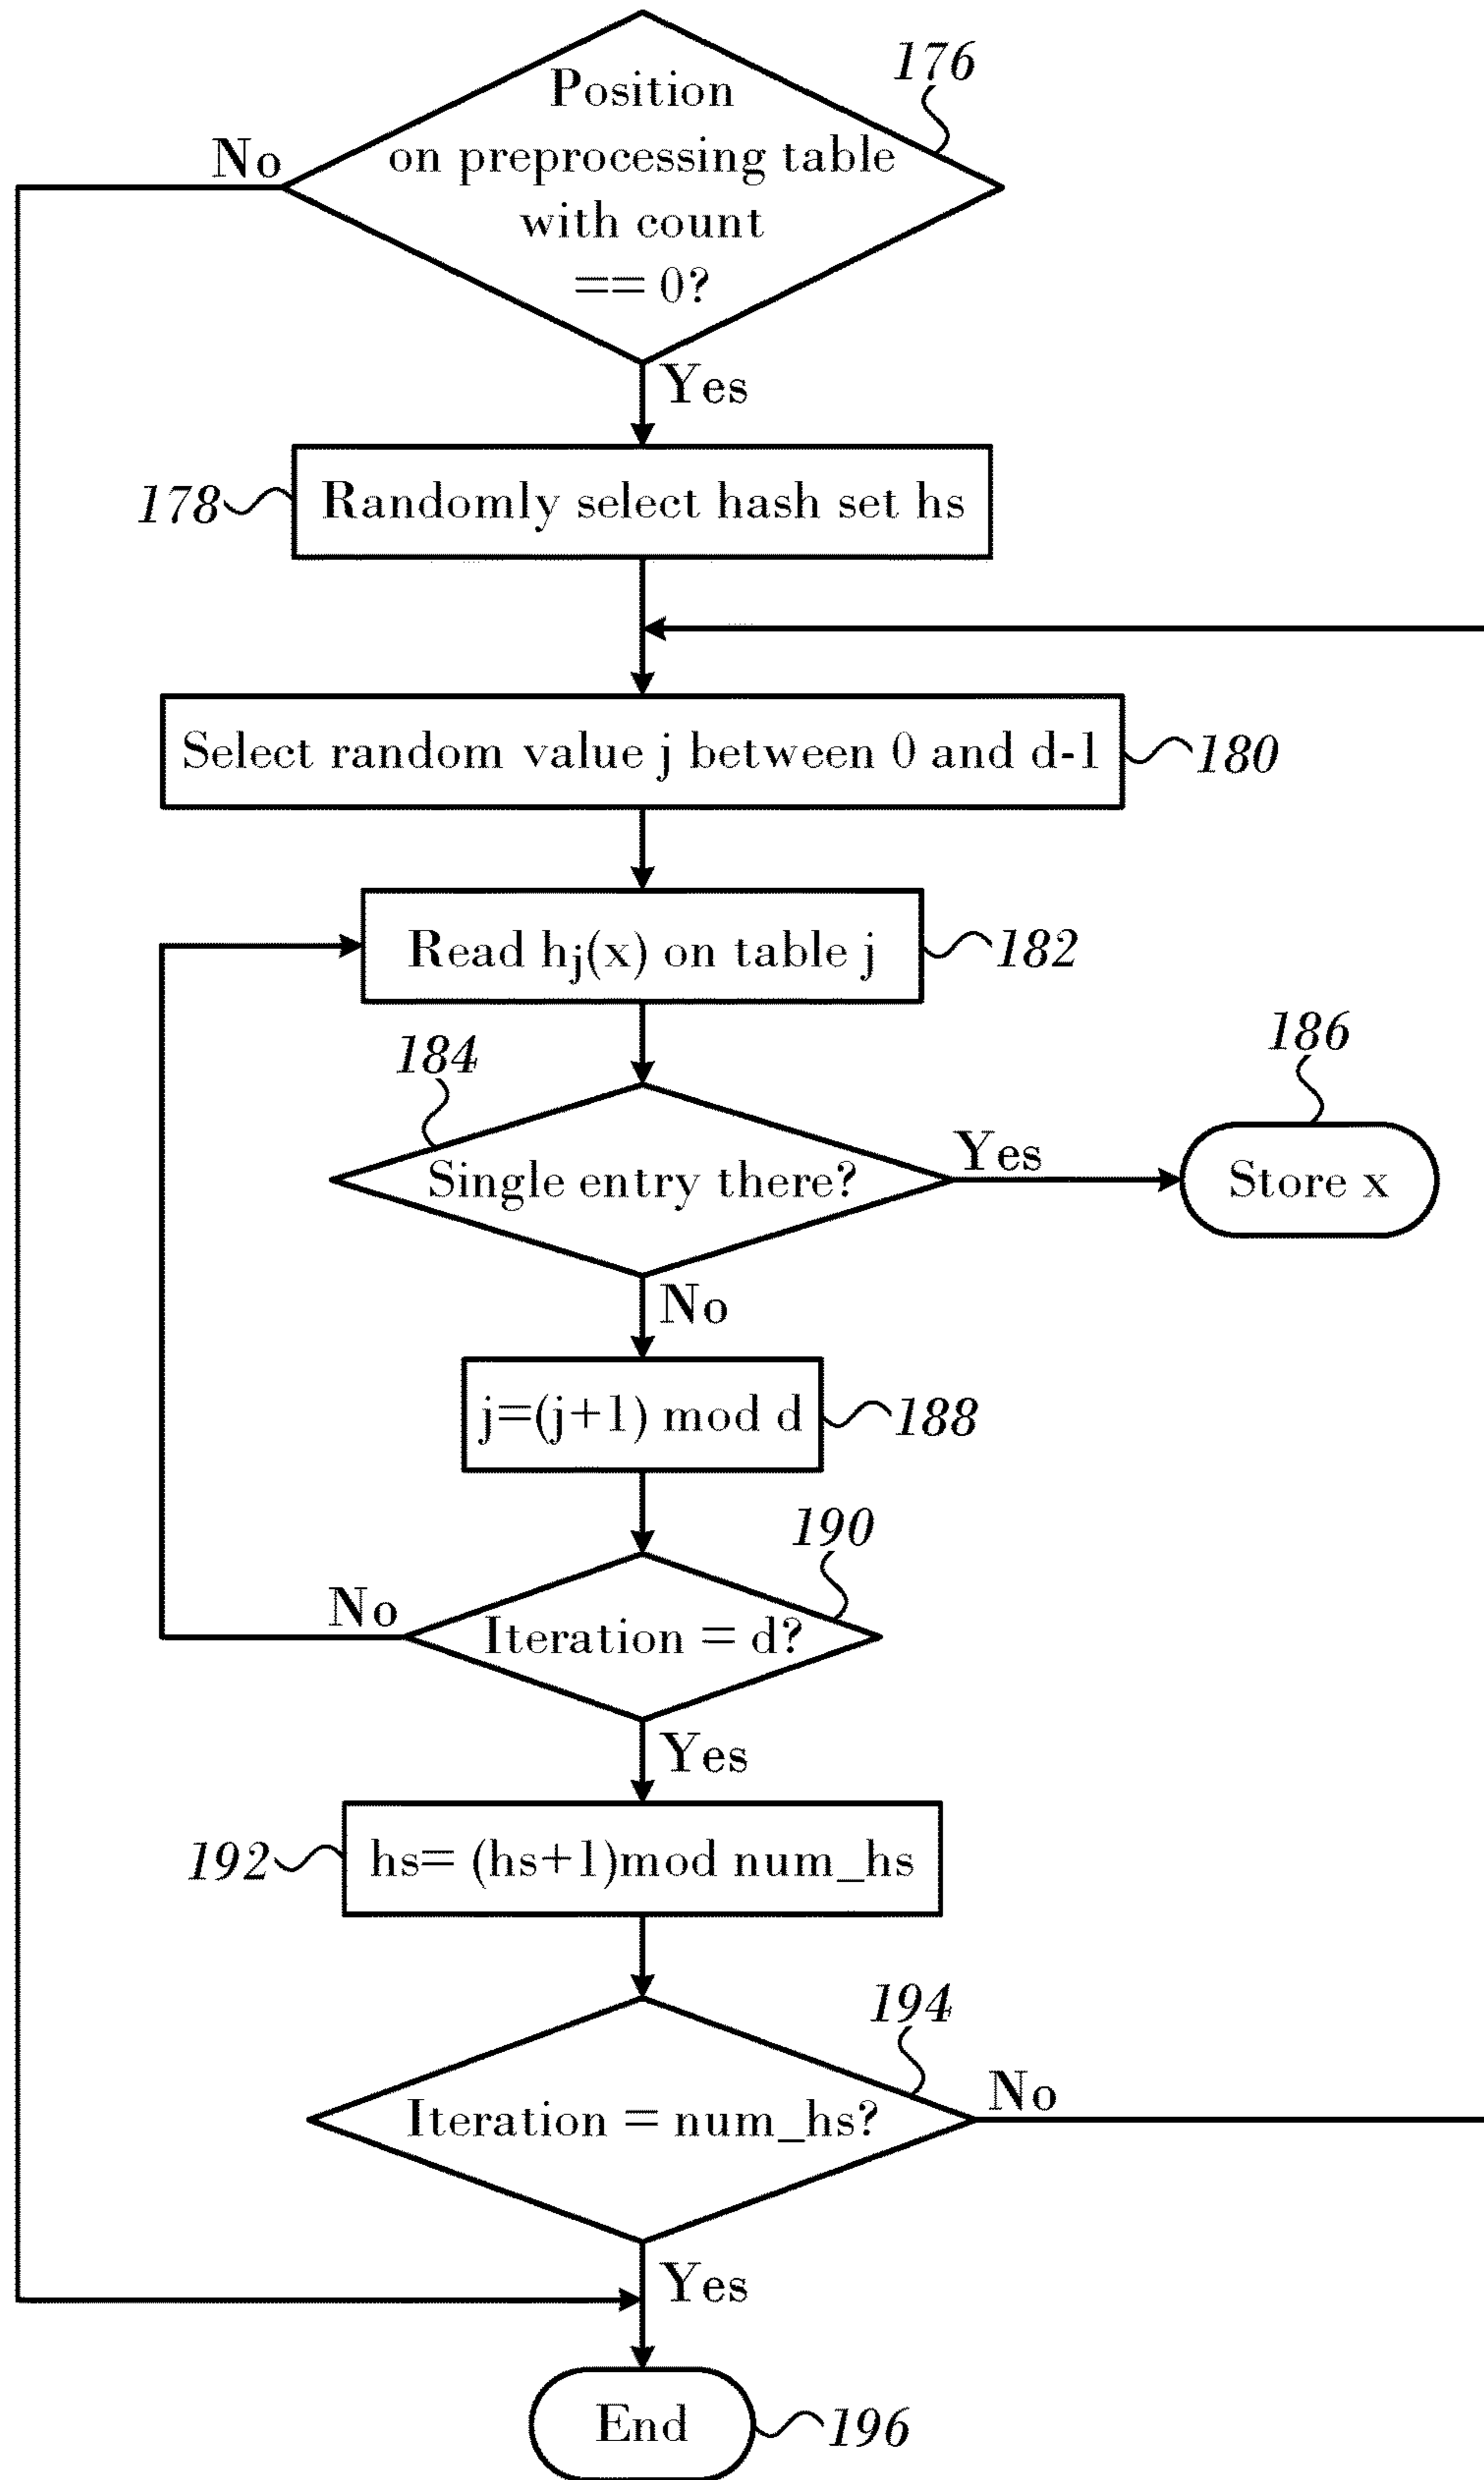 176
Position
on preprocessing table
with count
== 0?
No
Yes
178
Randomly select hash set hs
Select random value j between 0 and d-1
180
Read hj(x) on table j
182
184
186
Single entry there?
Yes
Store x
No
j=(j+1) mod d
188
190
No
Iteration = d?
Yes
192
hs= (hs+1)mod num_hs
194
Iteration = num_hs?
No
Yes
End
196